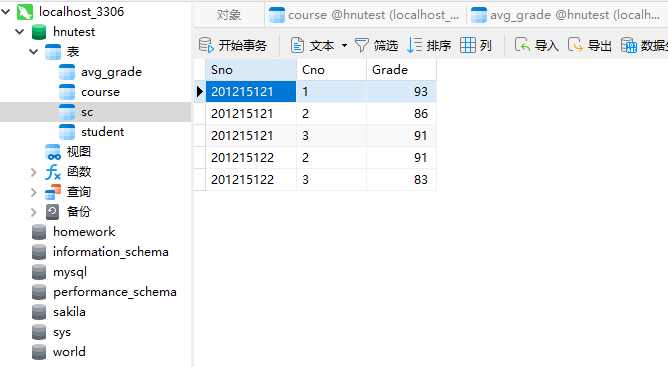 localhost_3306
hnutest
表
avg_grade
course
sc
student
视图
函数
查询
备份
homework
information_schema
mysql
performance_schema
sakila
sys
world
对象
course @hnutest (localhost_...
avg_grade @hnutest (localh...
开始事务 文本 筛选 排序 列 导入 导出 数据生
Sno Cno Grade
201215121 1 93
201215121 2 86
201215121 3 91
201215122 2 91
201215122 3 83